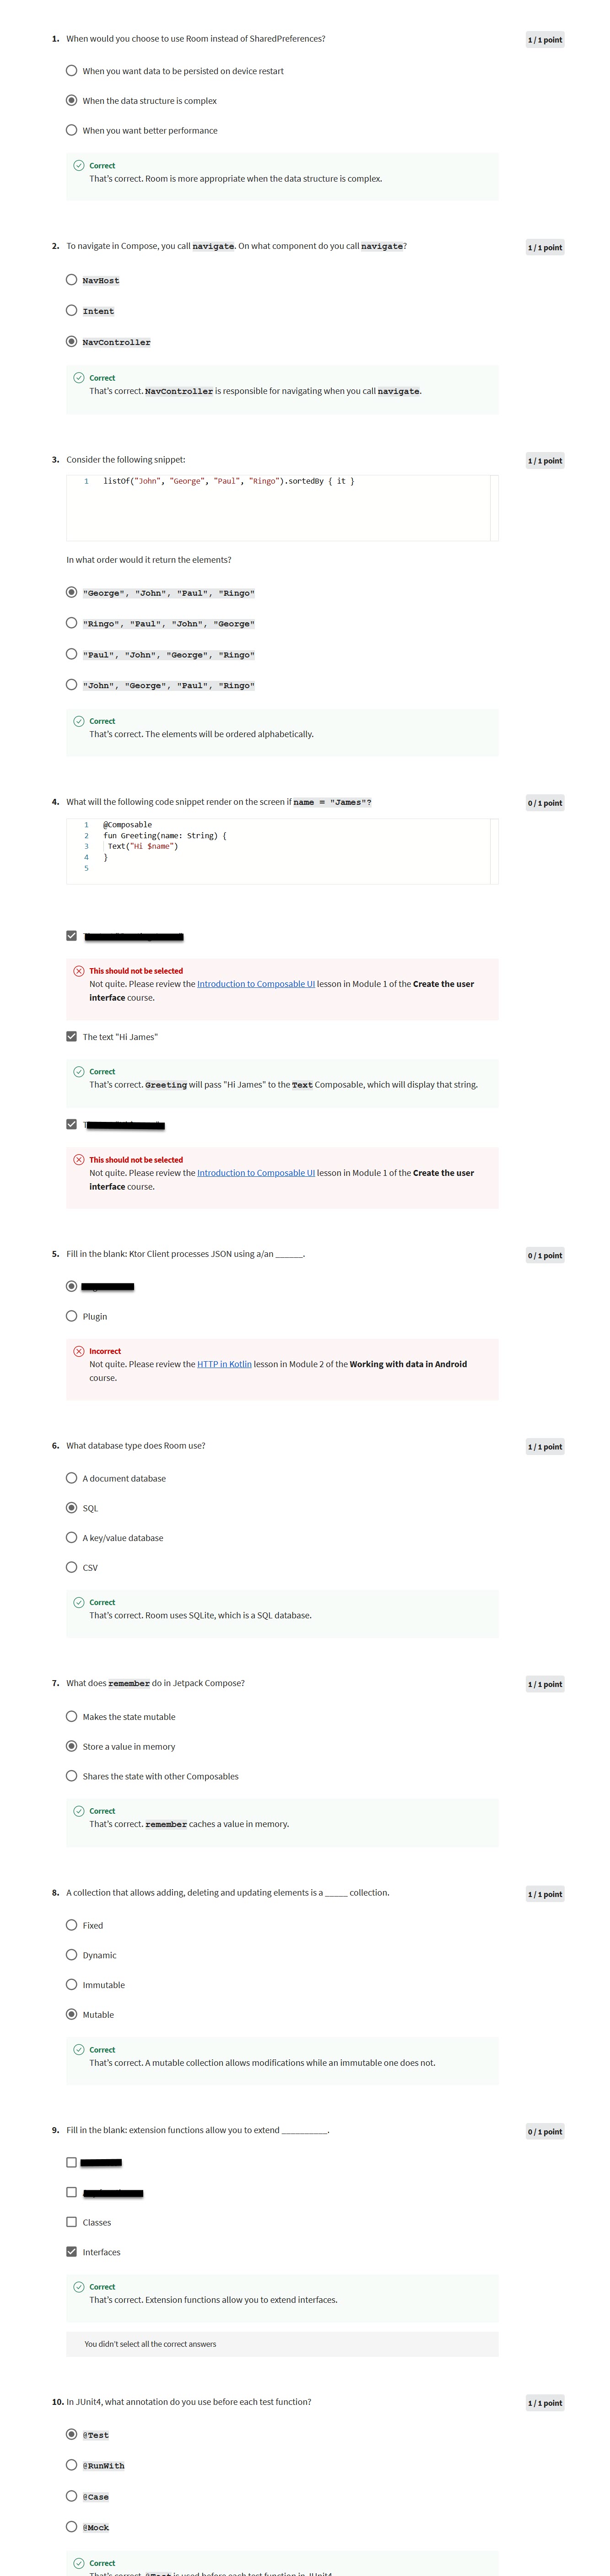 1. When would you choose to use Room instead of SharedPreferences?
1 / 1 point
When you want data to be persisted on device restart
When the data structure is complex
When you want better performance
Correct
That's correct. Room is more appropriate when the data structure is complex.
2. To navigate in Compose, you call navigate. On what component do you call navigate?
1 / 1 point
NavHost
Intent
NavController
Correct
That's correct. NavController is responsible for navigating when you call navigate.
3. Consider the following snippet:
1 / 1 point
1 listOf("John", "George", "Paul", "Ringo").sortedBy { it }
In what order would it return the elements?
"George", "John", "Paul", "Ringo"
"Ringo", "Paul", "John", "George"
"Paul", "John", "George", "Ringo"
"John", "George", "Paul", "Ringo"
Correct
That's correct. The elements will be ordered alphabetically.
4. What will the following code snippet render on the screen if name = "James"?
0 / 1 point
1 @Composable
2 fun Greeting(name: String) {
3 Text("Hi $name")
4 }
5
This should not be selected
Not quite. Please review the Introduction to Composable UI lesson in Module 1 of the Create the user
interface course.
The text "Hi James"
Correct
That's correct. Greeting will pass "Hi James" to the Text Composable, which will display that string.
This should not be selected
Not quite. Please review the Introduction to Composable UI lesson in Module 1 of the Create the user
interface course.
5. Fill in the blank: Ktor Client processes JSON using a/an ______.
0 / 1 point
Plugin
Incorrect
Not quite. Please review the HTTP in Kotlin lesson in Module 2 of the Working with data in Android
course.
6. What database type does Room use?
1 / 1 point
A document database
SQL
A key/value database
CSV
Correct
That's correct. Room uses SQLite, which is a SQL database.
7. What does remember do in Jetpack Compose?
1 / 1 point
Makes the state mutable
Store a value in memory
Shares the state with other Composables
Correct
That's correct. remember caches a value in memory.
8. A collection that allows adding, deleting and updating elements is a _____ collection.
1 / 1 point
Fixed
Dynamic
Immutable
Mutable
Correct
That's correct. A mutable collection allows modifications while an immutable one does not.
9. Fill in the blank: extension functions allow you to extend __________.
0 / 1 point
Classes
Interfaces
Correct
That's correct. Extension functions allow you to extend interfaces.
You didn't select all the correct answers
10. In JUnit4, what annotation do you use before each test function?
1 / 1 point
@Test
@RunWith
@Case
@Mock
Correct
That's correct. @Test is used before each test function in JUnit4.